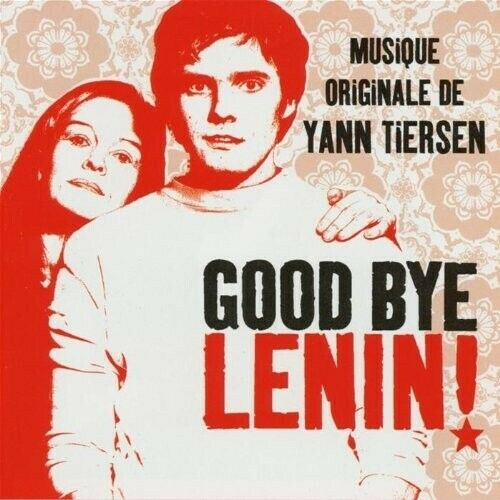 MUSIQUE
ORIGINALE DE
YANN TIERSEN
GOOD BYE
LENIN!